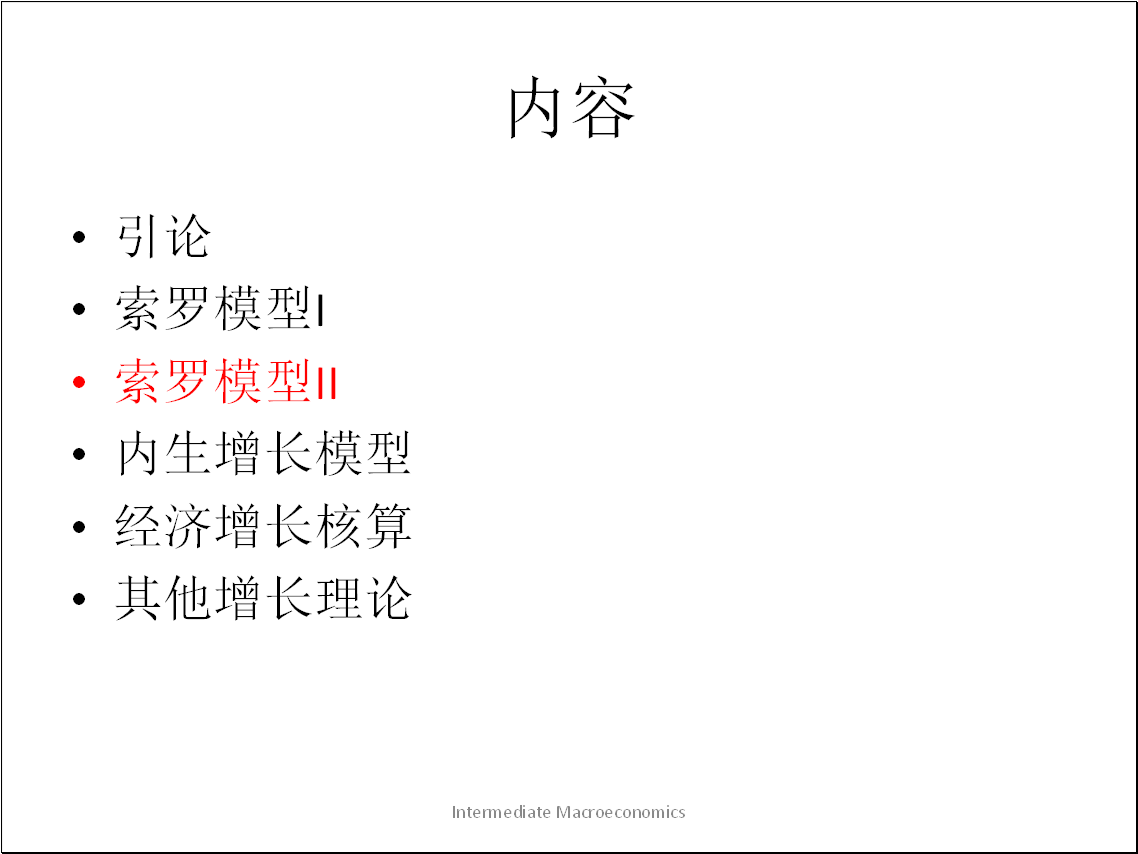 内容
• 引论
• 索罗模型I
• 索罗模型II
• 内生增长模型
• 经济增长核算
• 其他增长理论
Intermediate Macroeconomics